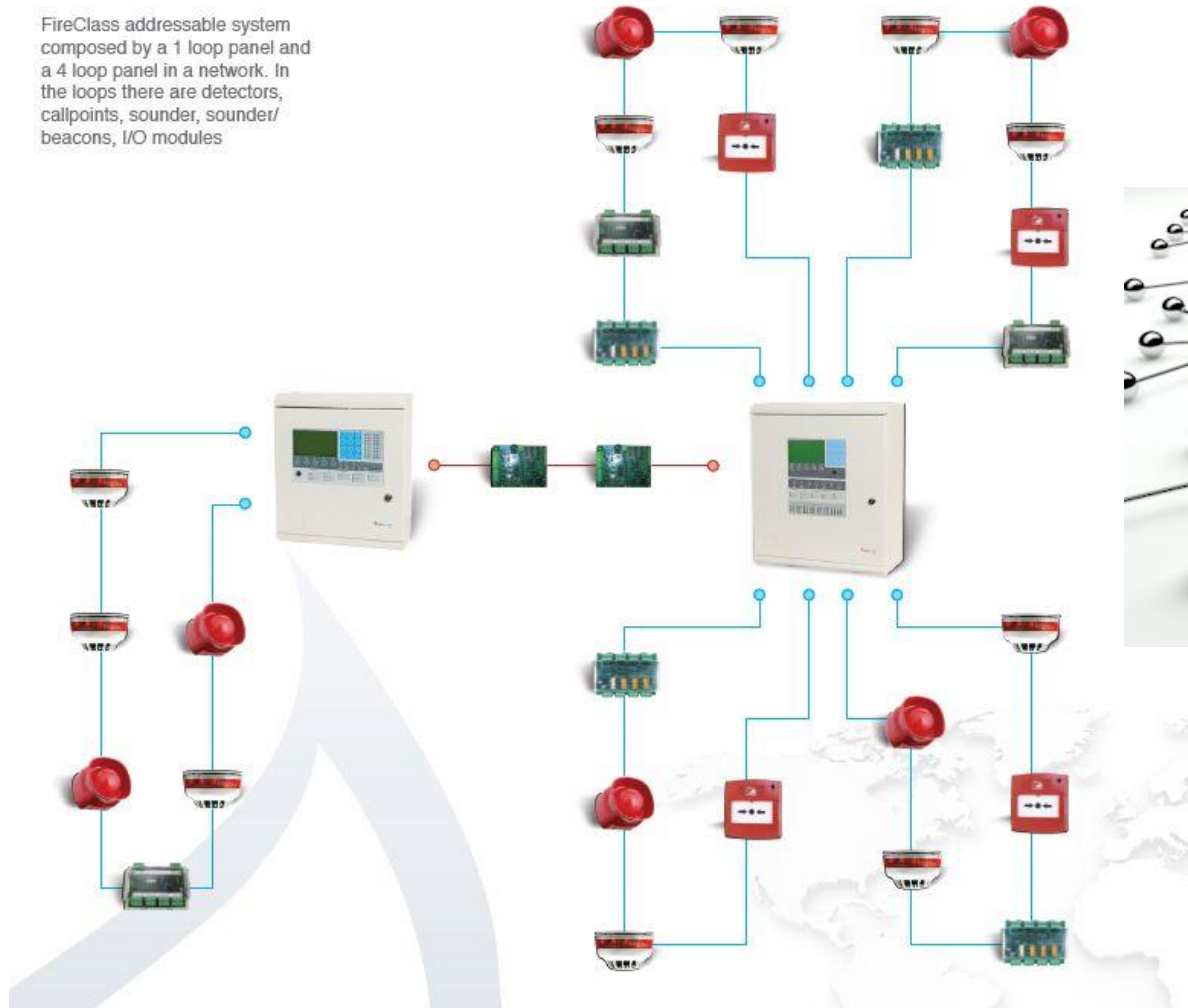 FireClass addressable system
composed by a 1 loop panel and
a 4 loop panel in a network. In
the loops there are detectors,
callpoints, sounder, sounder/
beacons, I/O modules